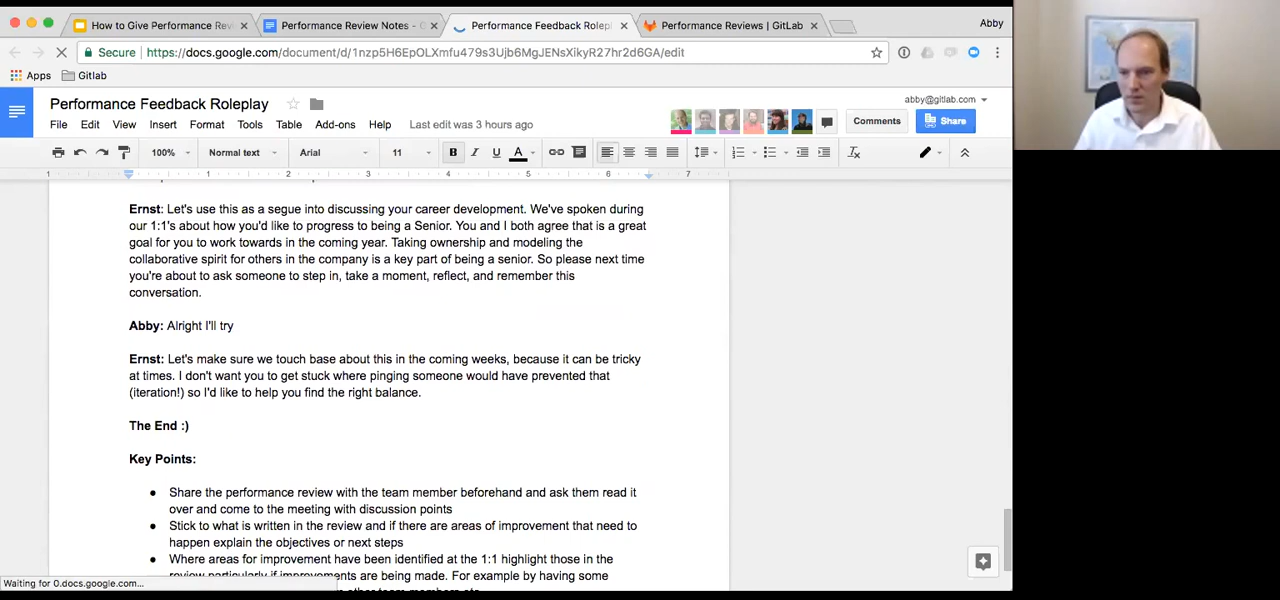 How to Give Performance Revi
Performance Review Notes - G
Performance Feedback Rolepl
Performance Reviews | GitLab
Abby
Secure
https://docs.google.com/document/d/1nzp5H6EpOLXmfu479s3Ujb6MgJENsXikyR27hr2d6GA/edit
Apps
Gitlab
Performance Feedback Roleplay
abby@gitlab.com
File Edit View Insert Format Tools Table Add-ons Help Last edit was 3 hours ago
Comments
Share
100% Normal text Arial 11 B I U A
1 1 2 3 4 5 6 7
Ernst: Let's use this as a segue into discussing your career development. We've spoken during
our 1:1's about how you'd like to progress to being a Senior. You and I both agree that is a great
goal for you to work towards in the coming year. Taking ownership and modeling the
collaborative spirit for others in the company is a key part of being a senior. So please next time
you're about to ask someone to step in, take a moment, reflect, and remember this
conversation.
Abby: Alright I'll try
Ernst: Let's make sure we touch base about this in the coming weeks, because it can be tricky
at times. I don't want you to get stuck where pinging someone would have prevented that
(iteration!) so I'd like to help you find the right balance.
The End :)
Key Points:
● Share the performance review with the team member beforehand and ask them read it
over and come to the meeting with discussion points
● Stick to what is written in the review and if there are areas of improvement that need to
happen explain the objectives or next steps
● Where areas for improvement have been identified at the 1:1 highlight those in the
review particularly if improvements are being made. For example by having some
other team members etc
Waiting for 0.docs.google.com...